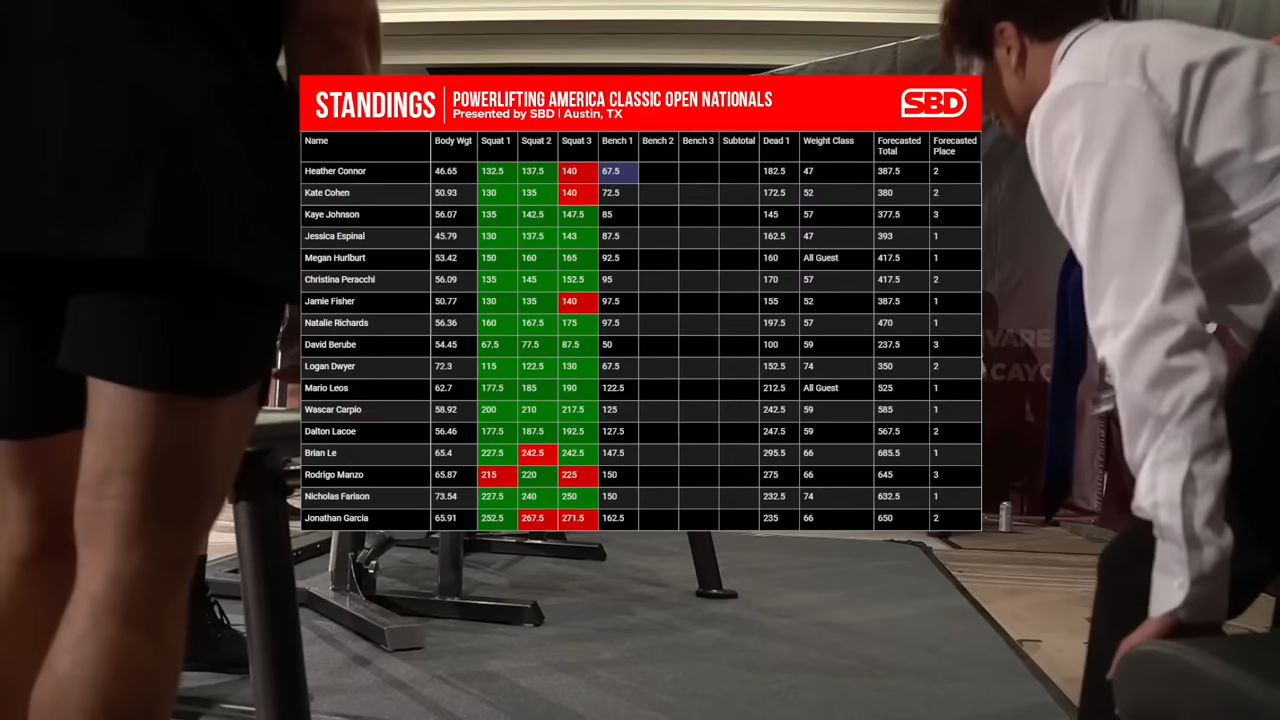 STANDINGS POWERLIFTING AMERICA CLASSIC OPEN NATIONALS SBD
Presented by SBD | Austin, TX
Name Body Wgt Squat 1 Squat 2 Squat 3 Bench 1 Bench 2 Bench 3 Subtotal Dead 1 Weight Class Forecasted Total Forecasted Place
Heather Connor 46.65 132.5 137.5 140 67.5 182.5 47 387.5 2
Kate Cohen 50.93 130 135 140 72.5 172.5 52 380 2
Kaye Johnson 56.07 135 142.5 147.5 85 145 57 377.5 3
Jessica Espinal 45.79 130 137.5 143 87.5 162.5 47 393 1
Megan Hurlburt 53.42 150 160 165 92.5 160 All Guest 417.5 1
Christina Peracchi 56.09 135 145 152.5 95 170 57 417.5 2
Jamie Fisher 50.77 130 135 140 97.5 155 52 387.5 1
Natalie Richards 56.36 160 167.5 175 97.5 197.5 57 470 1
David Berube 54.45 67.5 77.5 87.5 50 100 59 237.5 3
Logan Dwyer 72.3 115 122.5 130 67.5 152.5 74 350 2
Mario Leos 62.7 177.5 185 190 122.5 212.5 All Guest 525 1
Wascar Carpio 58.92 200 210 217.5 125 242.5 59 585 1
Dalton Lacoe 56.46 177.5 187.5 192.5 127.5 247.5 59 567.5 2
Brian Le 65.4 227.5 242.5 242.5 147.5 295.5 66 685.5 1
Rodrigo Manzo 65.87 215 220 225 150 275 66 645 3
Nicholas Farison 73.54 227.5 240 250 150 232.5 74 632.5 1
Jonathan Garcia 65.91 252.5 267.5 271.5 162.5 235 66 650 2